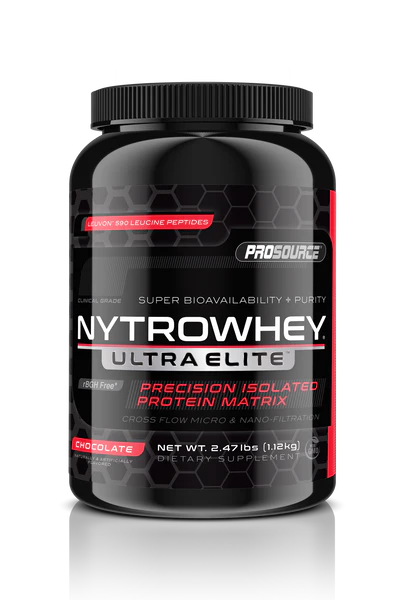 LEUVON® 590 LEUCINE PEPTIDES
PROSOURCE
CLINICAL GRADE
SUPER BIOAVAILABILITY + PURITY
NYTROWHEY®
ULTRA ELITE™
rBGH Free*
PRECISION ISOLATED
PROTEIN MATRIX
CROSS FLOW MICRO & NANO-FILTRATION
CHOCOLATE
NATURALLY & ARTIFICIALLY
FLAVORED
NET WT. 2.47 lbs (1.12kg)
DIETARY SUPPLEMENT